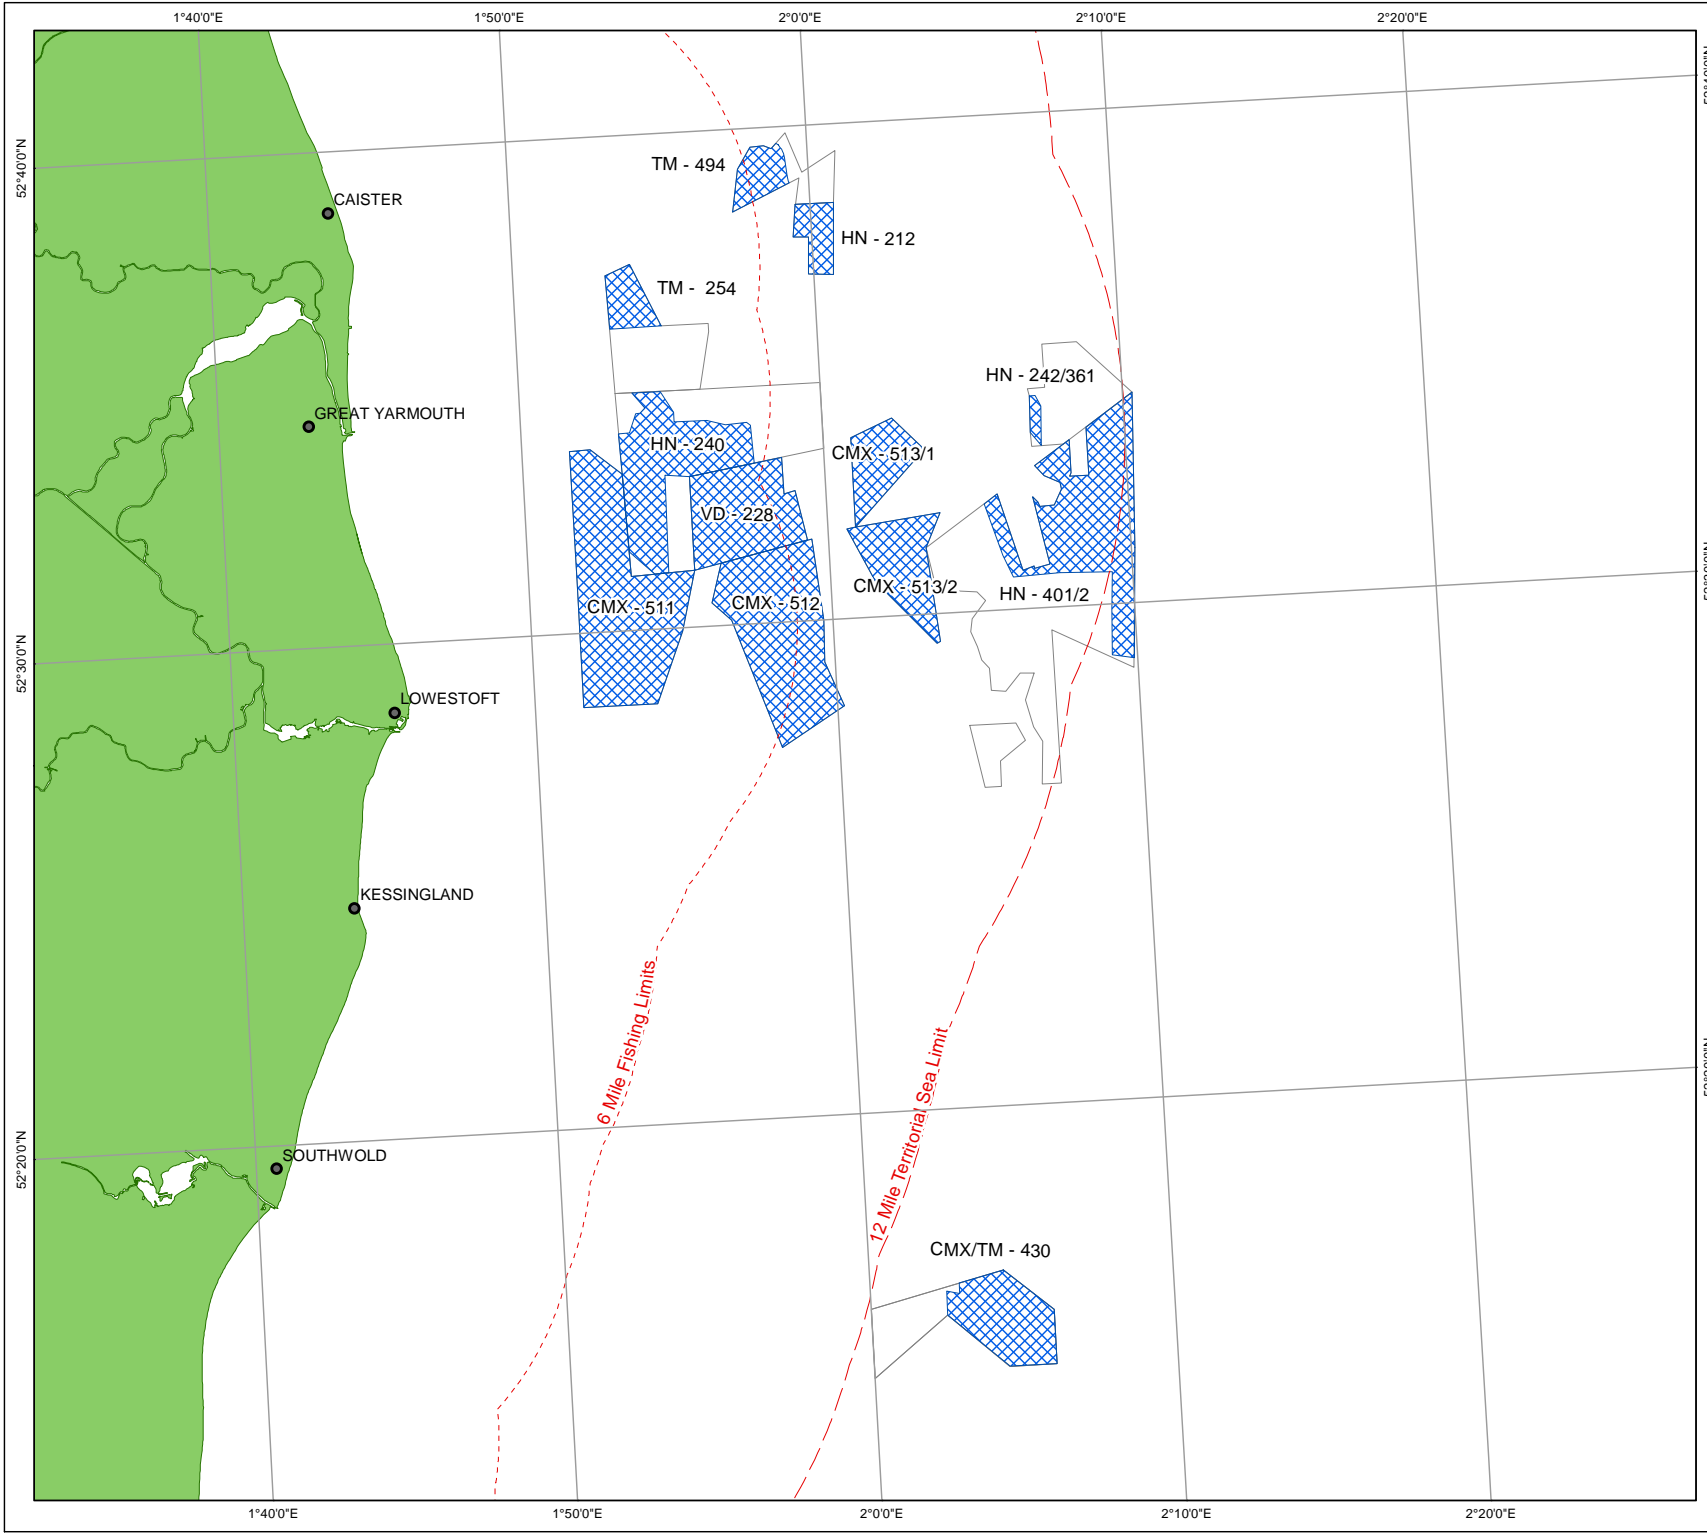 1°40'0"E
1°50'0"E
2°0'0"E
2°10'0"E
2°20'0"E
52°40'0"N
TM - 494
CAISTER
HN - 212
TM - 254
HN - 242/361
GREAT YARMOUTH
HN - 240
CMX - 513/1
VD - 228
CMX - 513/2
HN - 401/2
CMX - 511
CMX - 512
52°30'0"N
LOWESTOFT
KESSINGLAND
6 Mile Fishing Limits
12 Mile Territorial Sea Limit
52°20'0"N
SOUTHWOLD
CMX/TM - 430
1°40'0"E
1°50'0"E
2°0'0"E
2°10'0"E
2°20'0"E